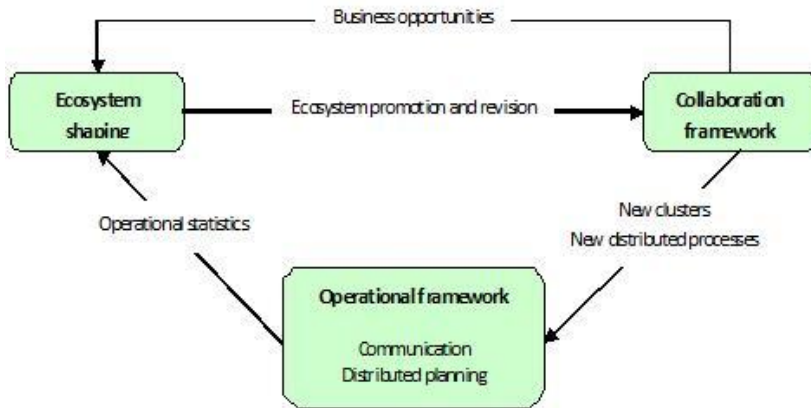 Business opportunities
Ecosystem
shaping
Ecosystem promotion and revision
Collaboration
framework
Operational statistics
New clusters
New distributed processes
Operational framework
Communication
Distributed planning